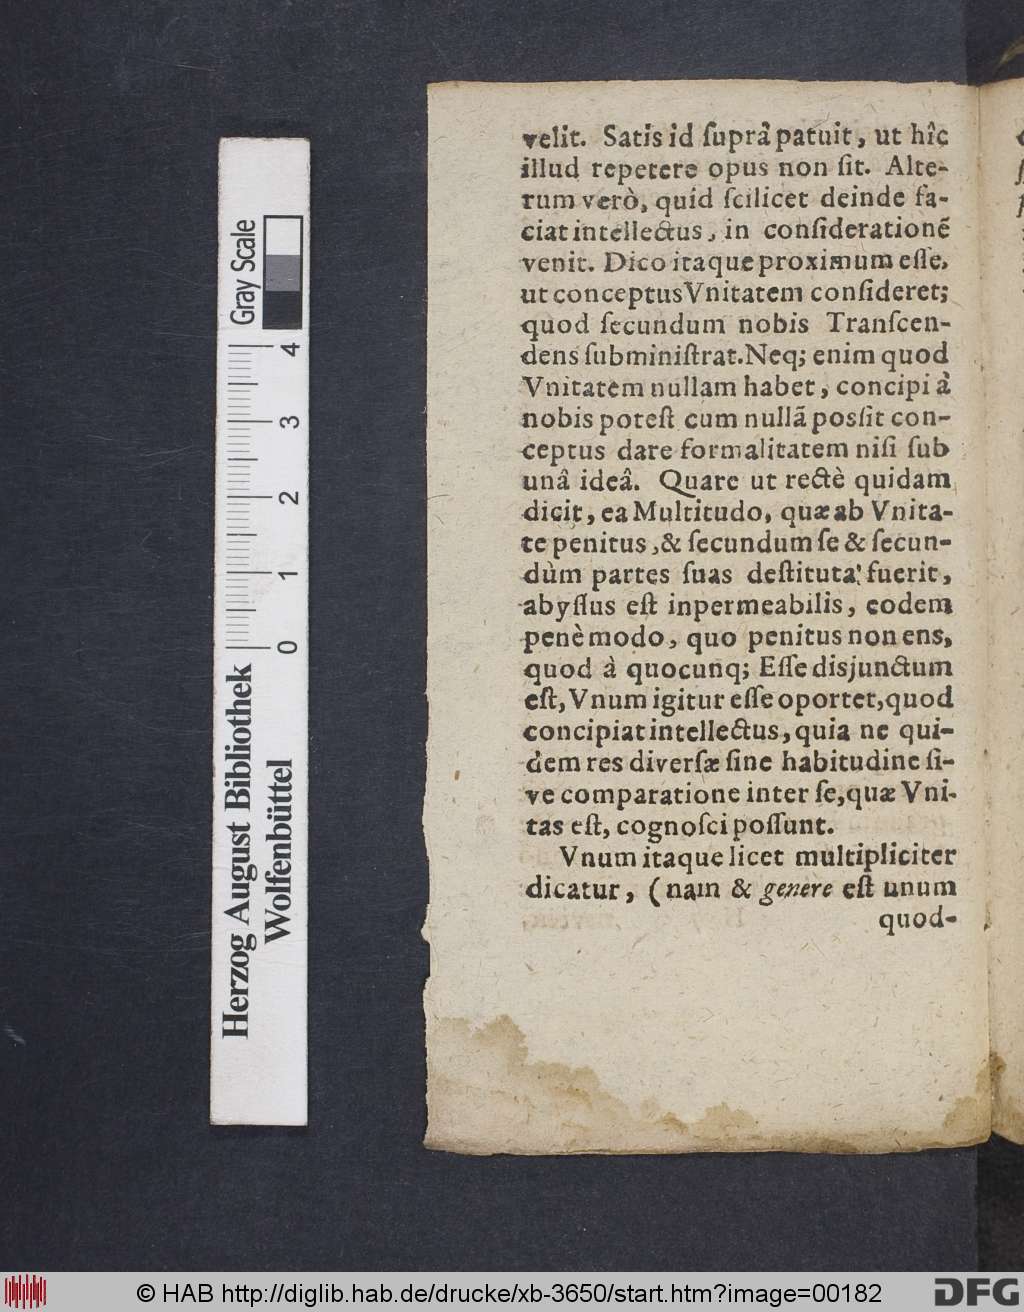 velit. Satis id ſuprà patuit, ut hîc
illud repetere opus non ſit. Alte-
rum verò, quid ſcilicet deinde fa-
ciat intellectus, in conſiderationē
venit. Dico itaque proximum eſſe,
ut conceptus Vnitatem conſideret;
quod ſecundum nobis Tranſcen-
dens ſubminiſtrat. Neq; enim quod
Vnitatem nullam habet, concipi à
nobis poteſt cum nullā poſsit con-
ceptus dare formalitatem niſi ſub
unâ ideâ. Quare ut rectè quidam
dicit, ea Multitudo, quæ ab Vnita-
te penitus, & ſecundum ſe & ſecun-
dùm partes ſuas deſtituta fuerit,
abyſſus eſt inpermeabilis, eodem
penè modo, quo penitus non ens,
quod à quocunq; Eſſe disjunctum
eſt, Vnum igitur eſſe oportet, quod
concipiat intellectus, quia ne qui-
dem res diverſæ ſine habitudine ſi-
ve comparatione inter ſe, quæ Vni-
tas eſt, cognoſci poſſunt.
Vnum itaque licet multipliciter
dicatur, (nam & genere eſt unum
quod-
Gray Scale
4
3
2
1
0
Herzog August Bibliothek
Wolfenbüttel
© HAB http://diglib.hab.de/drucke/xb-3650/start.htm?image=00182
DFG